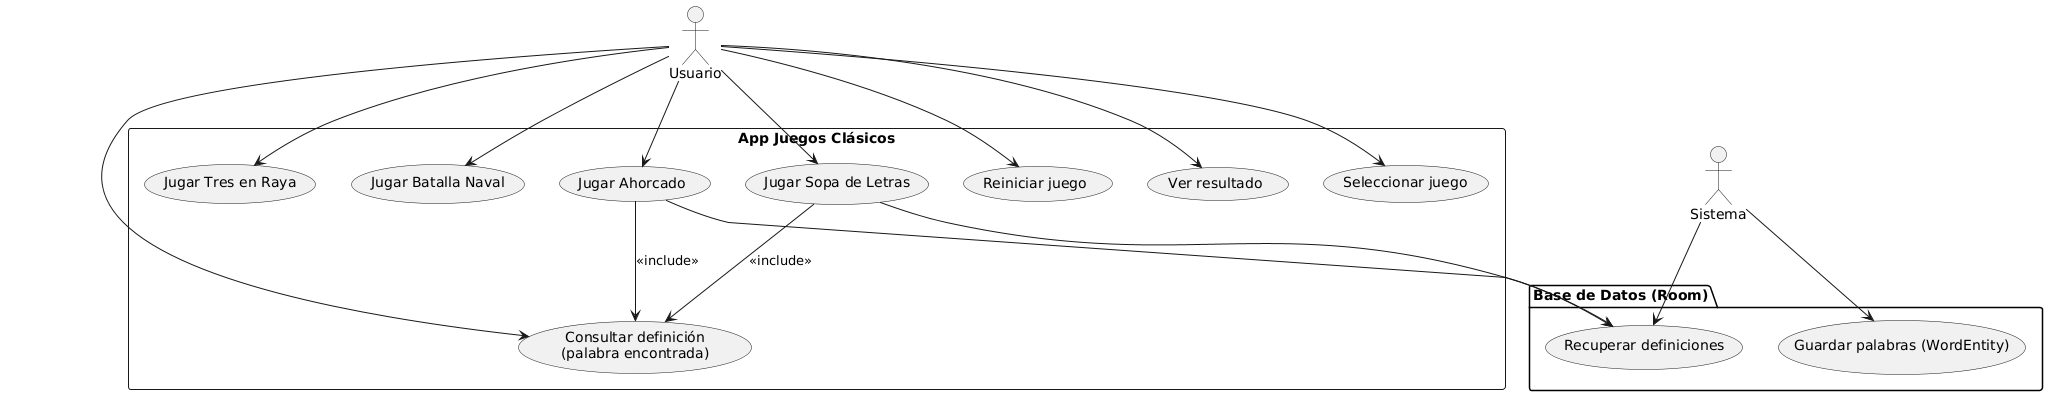 Usuario
App Juegos Clásicos
Jugar Tres en Raya
Jugar Batalla Naval
Jugar Ahorcado
Jugar Sopa de Letras
Reiniciar juego
Ver resultado
Seleccionar juego
Sistema
«include»
«include»
Base de Datos (Room)
Consultar definición
(palabra encontrada)
Recuperar definiciones
Guardar palabras (WordEntity)